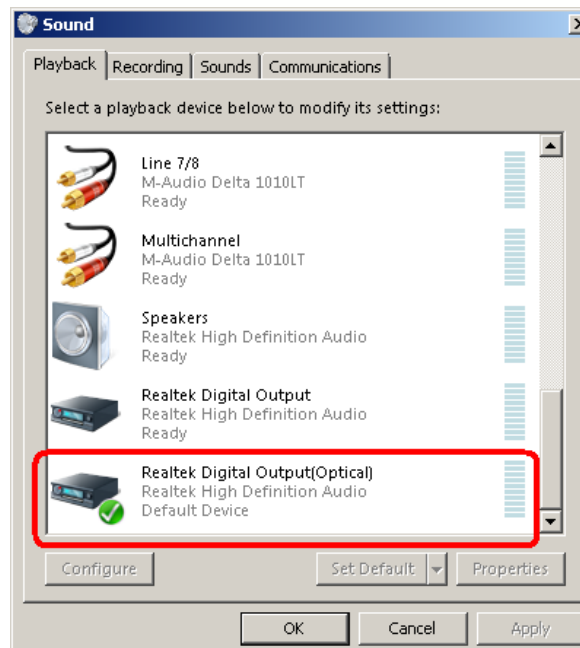 Sound
Playback Recording Sounds Communications
Select a playback device below to modify its settings:
Line 7/8
M-Audio Delta 1010LT
Ready
Multichannel
M-Audio Delta 1010LT
Ready
Speakers
Realtek High Definition Audio
Ready
Realtek Digital Output
Realtek High Definition Audio
Ready
Realtek Digital Output(Optical)
Realtek High Definition Audio
Default Device
Configure Set Default Properties
OK Cancel Apply